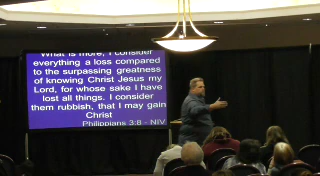 What is more, I consider
everything a loss compared
to the surpassing greatness
of knowing Christ Jesus my
Lord, for whose sake I have
lost all things. I consider
them rubbish, that I may gain
Christ
Philippians 3:8 - NIV